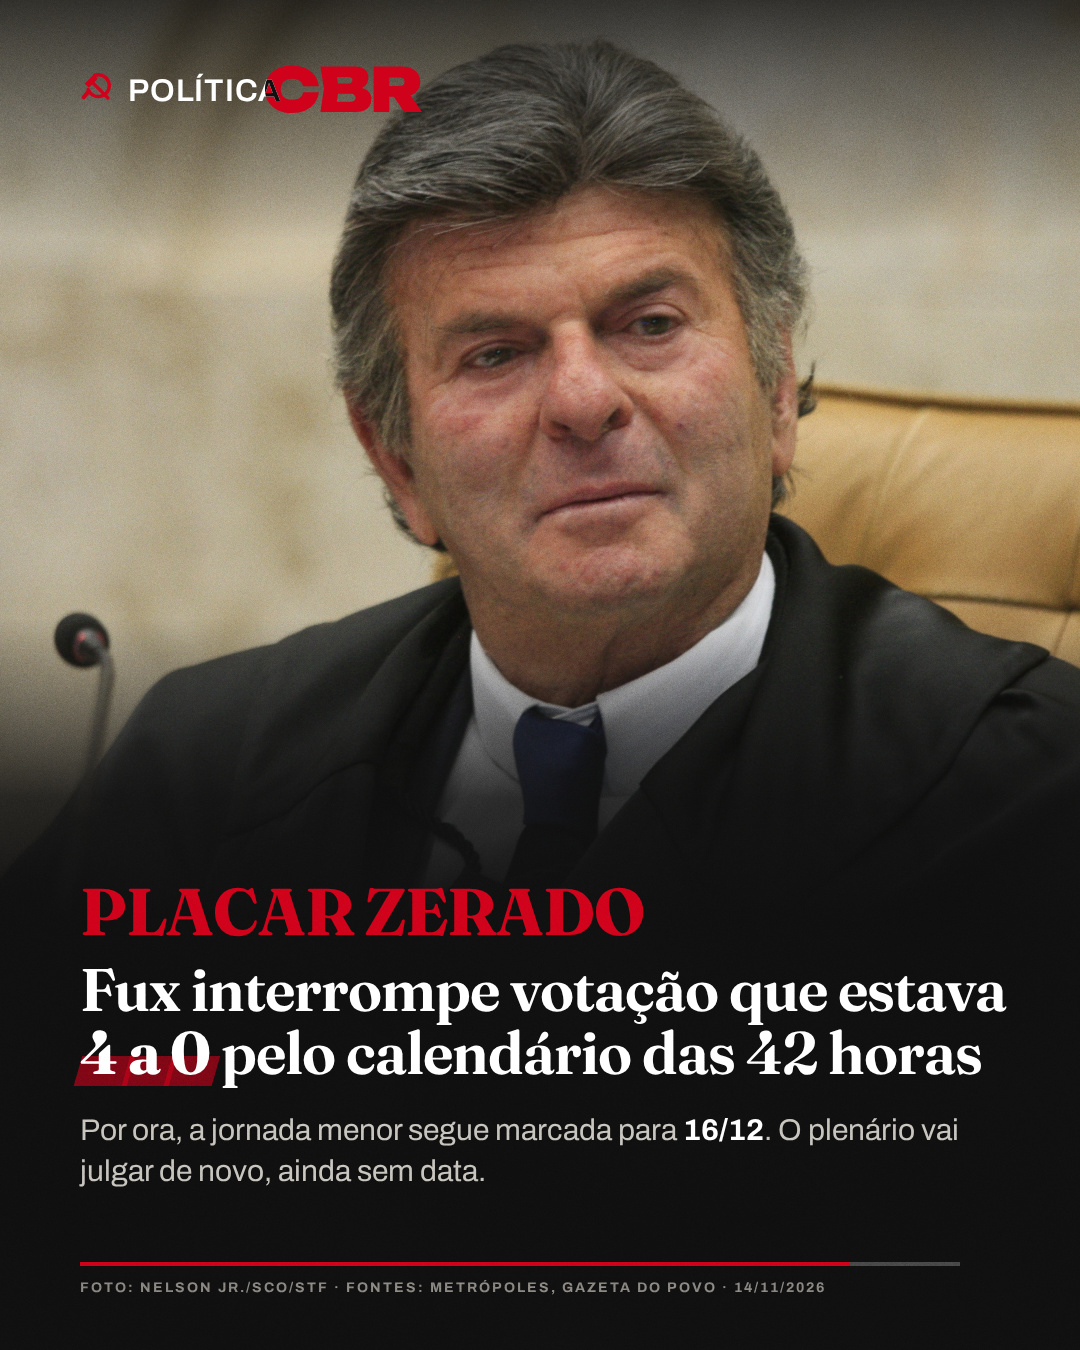 POLÍTICA CBR
PLACAR ZERADO
Fux interrompe votação que estava
4 a 0 pelo calendário das 42 horas
Por ora, a jornada menor segue marcada para 16/12. O plenário vai
julgar de novo, ainda sem data.
FOTO: NELSON JR./SCO/STF · FONTES: METRÓPOLES, GAZETA DO POVO · 14/11/2026